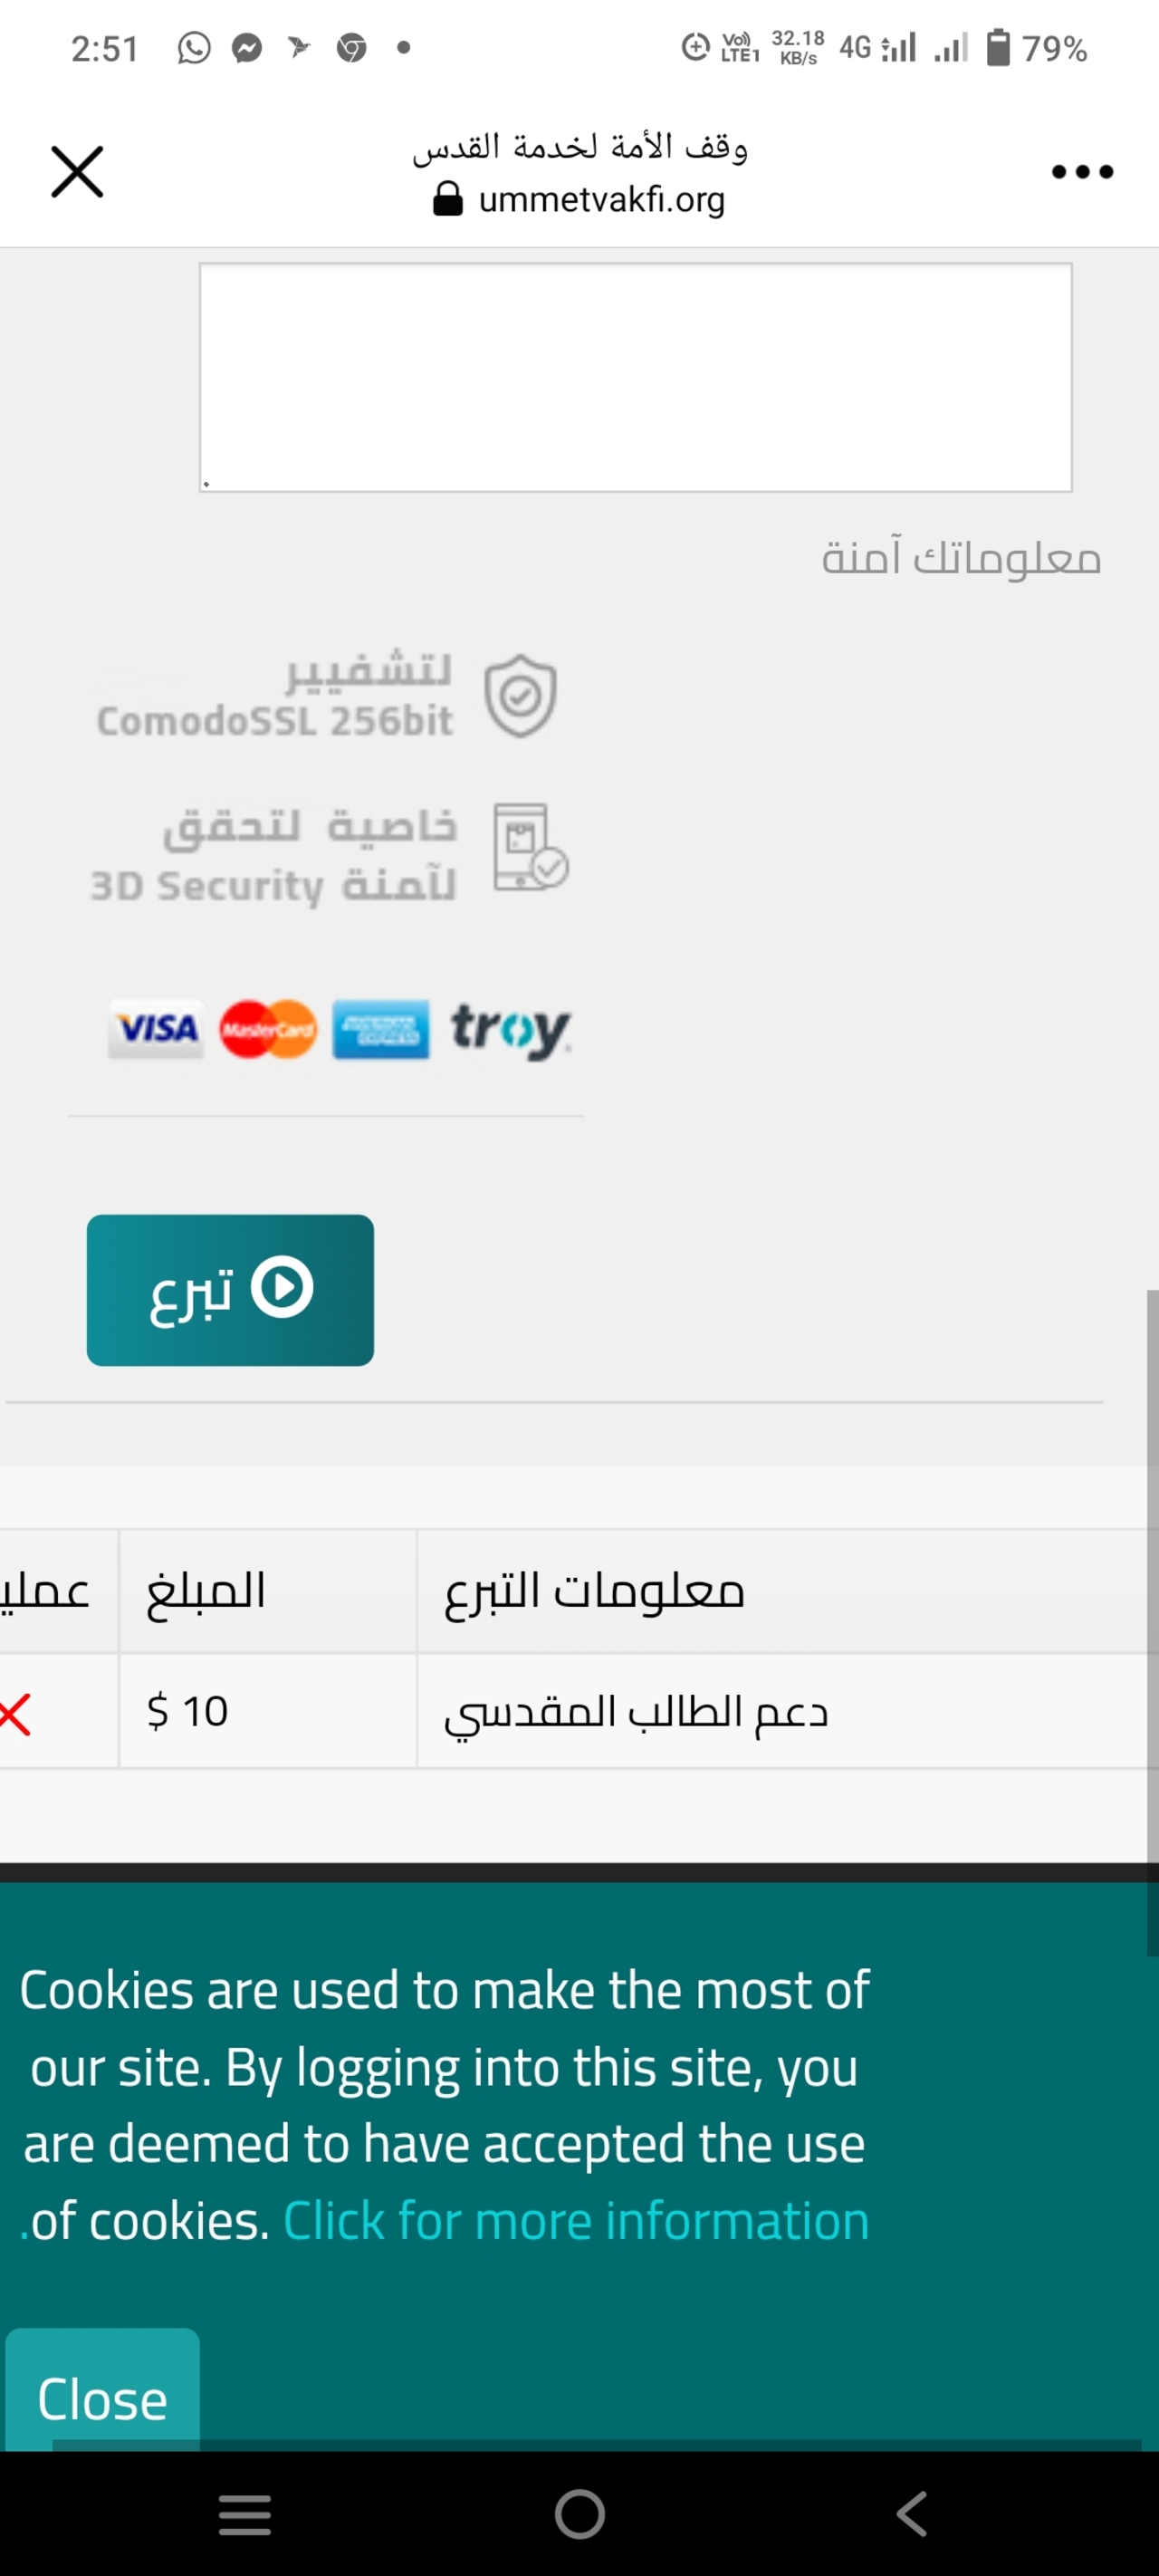 2:51
32.18 KB/s
Vo)) LTE1
4G
79%
وقف الأمة لخدمة القدس
ummetvakfi.org
معلوماتك آمنة
لتشفيير
ComodoSSL 256bit
خاصية لتحقق
لآمنة 3D Security
VISA MasterCard AMERICAN EXPRESS troy
تبرع
معلومات التبرع المبلغ
دعم الطالب المقدسي 10 $
Cookies are used to make the most of
our site. By logging into this site, you
are deemed to have accepted the use
of cookies. Click for more information.
Close